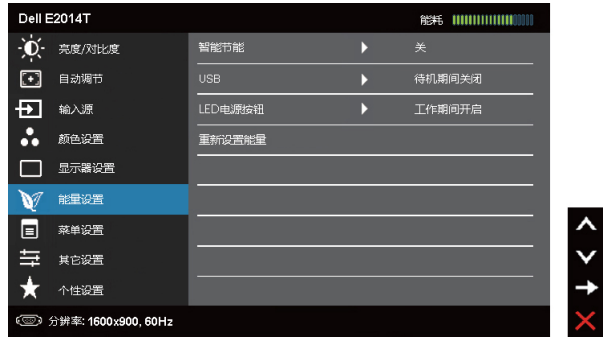 Dell E2014T 能耗
亮度/对比度 智能节能 关
自动调节 USB 待机期间关闭
输入源 LED电源按钮 工作期间开启
颜色设置 重新设置能量
显示器设置
能量设置
菜单设置
其它设置
个性设置
分辨率: 1600x900, 60Hz